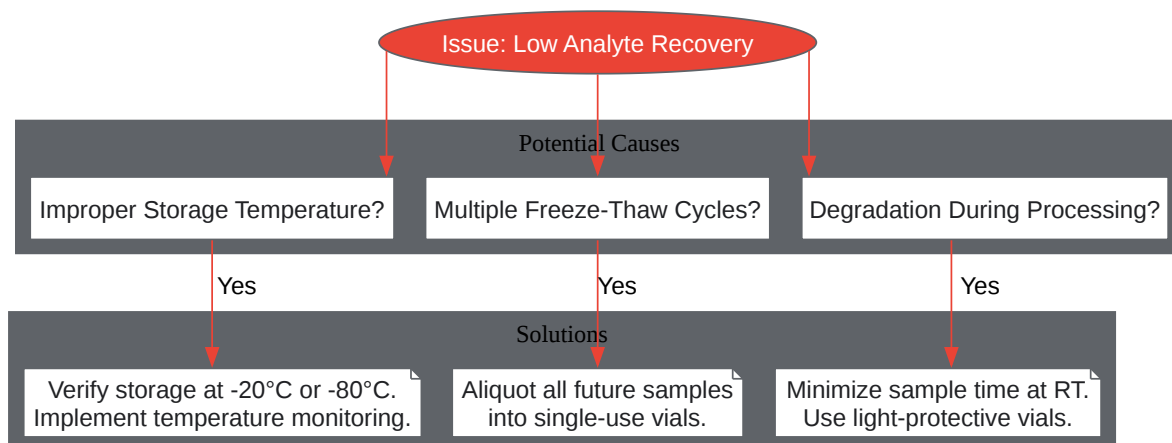 Issue: Low Analyte Recovery
Potential Causes
Improper Storage Temperature?
Multiple Freeze-Thaw Cycles?
Degradation During Processing?
Yes
Yes
Yes
Solutions
Verify storage at -20°C or -80°C.
Implement temperature monitoring.
Aliquot all future samples
into single-use vials.
Minimize sample time at RT.
Use light-protective vials.